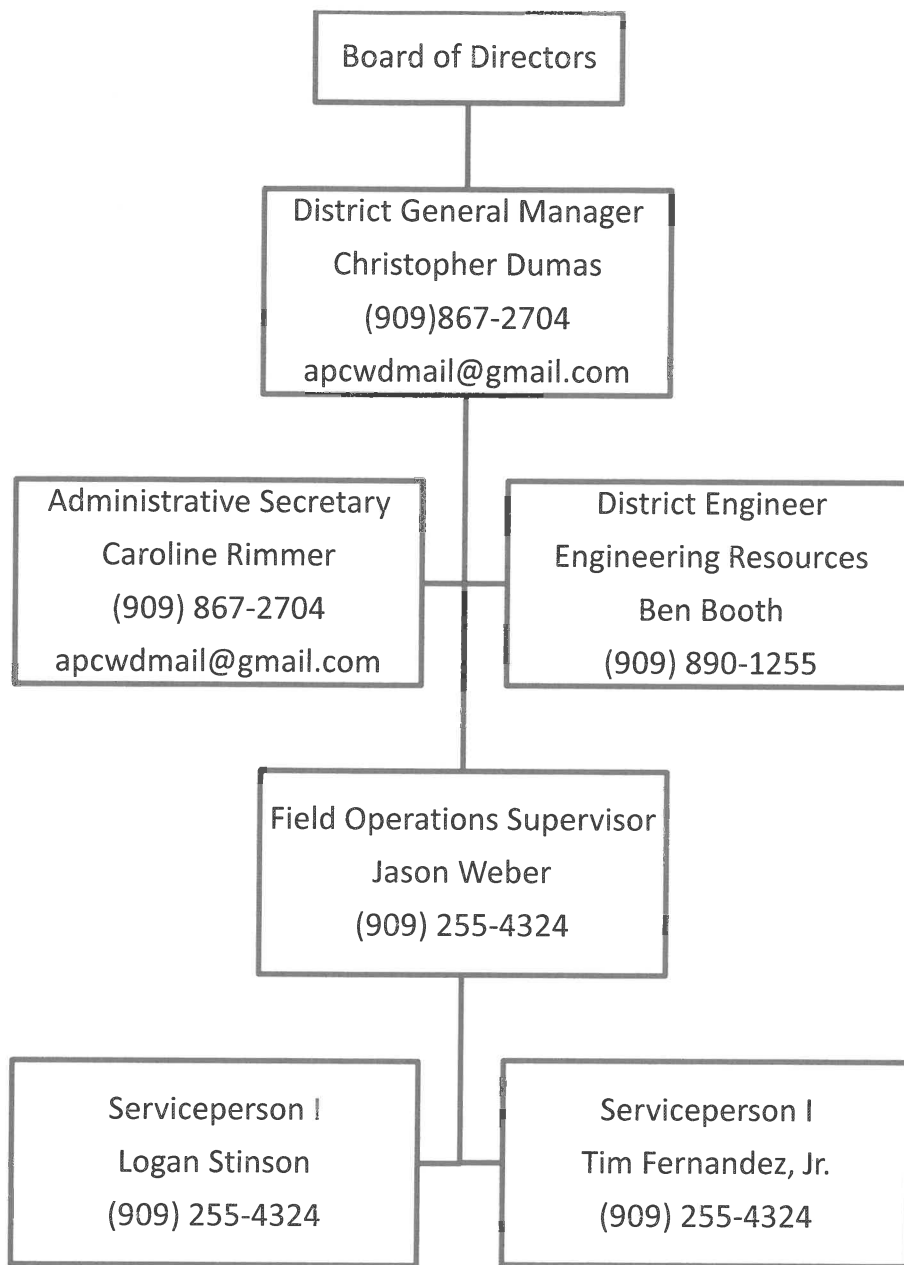 Board of Directors
District General Manager
Christopher Dumas
(909)867-2704
apcwdmail@gmail.com
Administrative Secretary
Caroline Rimmer
(909) 867-2704
apcwdmail@gmail.com
District Engineer
Engineering Resources
Ben Booth
(909) 890-1255
Field Operations Supervisor
Jason Weber
(909) 255-4324
Serviceperson I
Logan Stinson
(909) 255-4324
Serviceperson I
Tim Fernandez, Jr.
(909) 255-4324